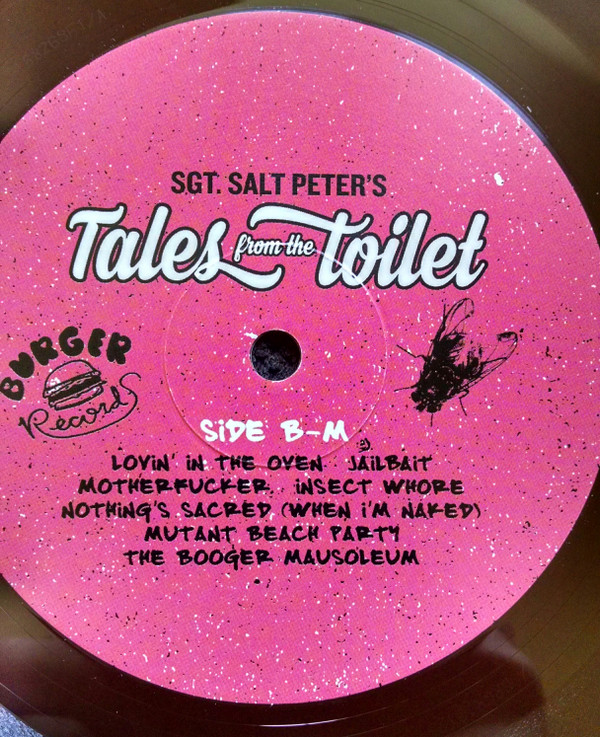 SGT. SALT PETER'S
Tales from the Toilet
BURGER
Records
SIDE B-M
LOVIN' IN THE OVEN JAILBAIT
MOTHERFUCKER INSECT WHORE
NOTHING'S SACRED (WHEN I'M NAKED)
MUTANT BEACH PARTY
THE BOOGER MAUSOLEUM